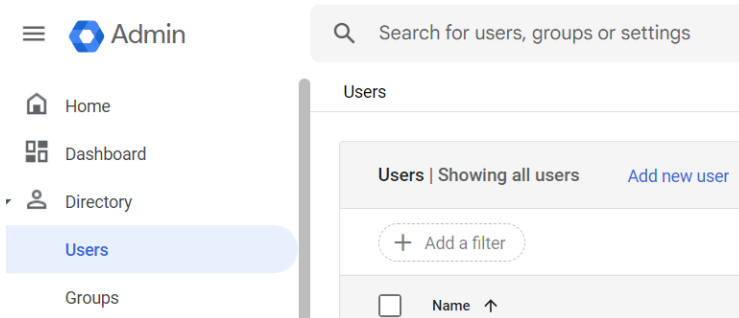 Admin
Search for users, groups or settings
Home
Dashboard
Directory
Users
Groups
Users
Users | Showing all users Add new user
Add a filter
Name